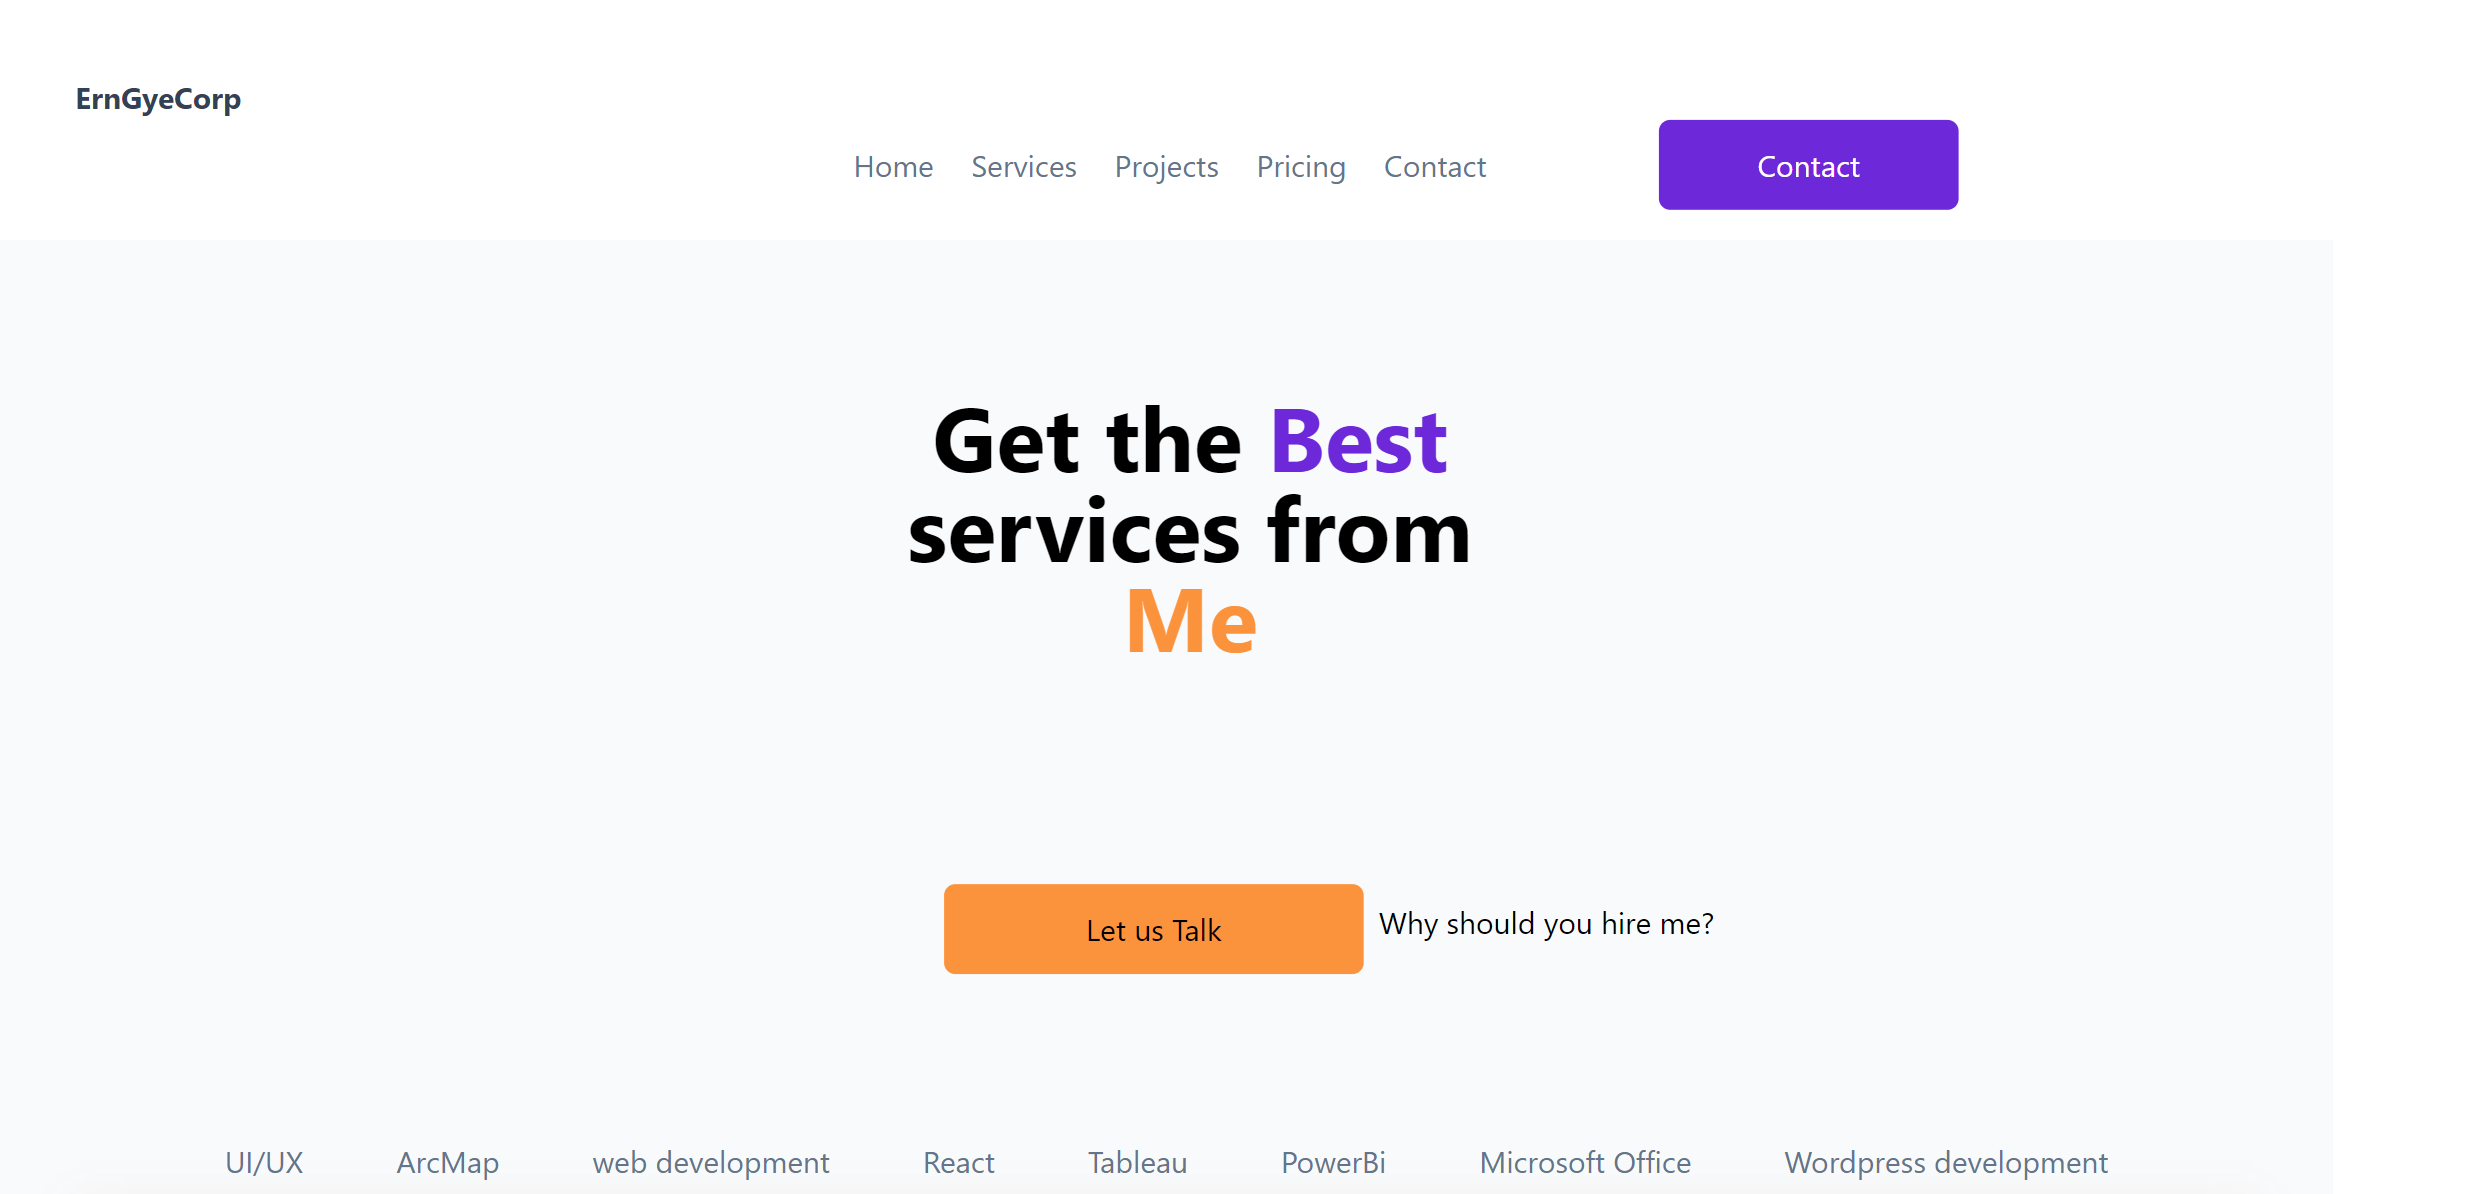 ErnGyeCorp
Home Services Projects Pricing Contact
Contact
Get the Best
services from
Me
Let us Talk
Why should you hire me?
UI/UX ArcMap web development React Tableau PowerBi Microsoft Office Wordpress development